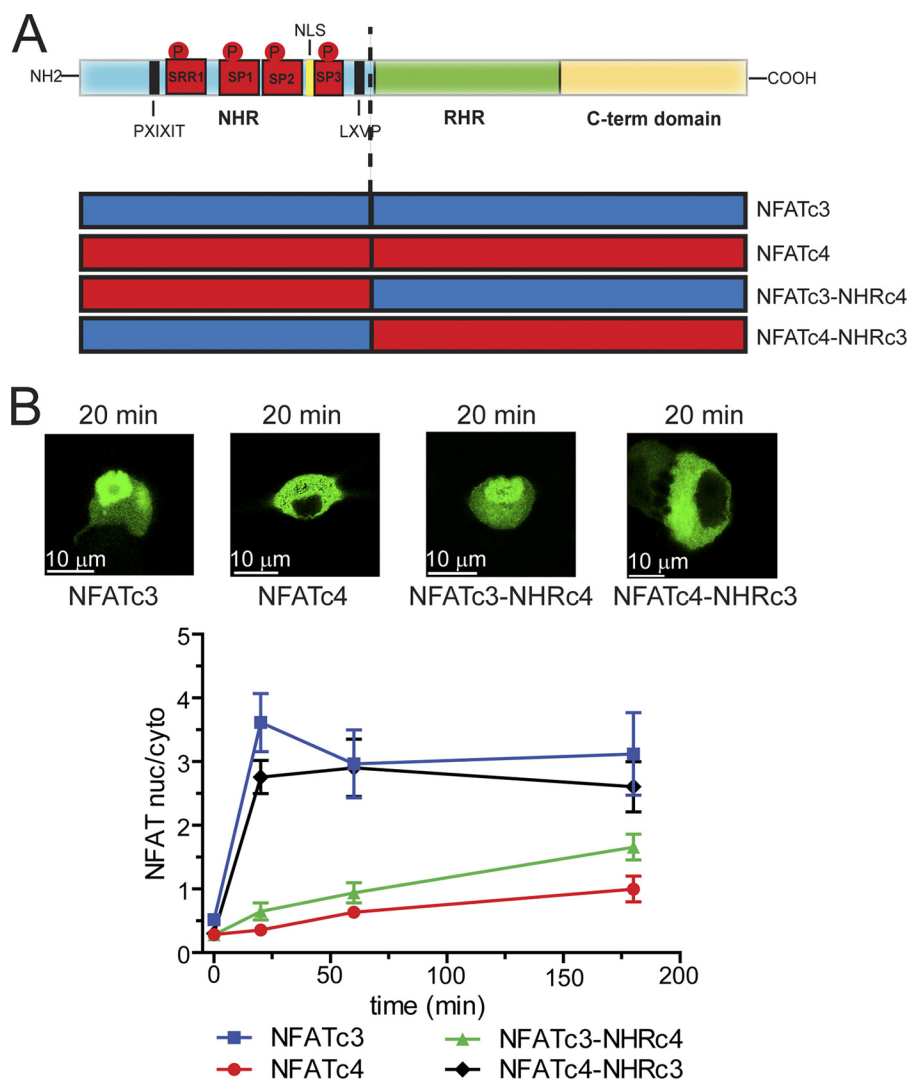 A
NLS
P P P P
NH2 SRR1 SP1 SP2 SP3 COOH
PXIXIT NHR LXVP RHR C-term domain
NFATc3
NFATc4
NFATc3-NHRc4
NFATc4-NHRc3
B
20 min 20 min 20 min 20 min
10 μm 10 μm 10 μm 10 μm
NFATc3 NFATc4 NFATc3-NHRc4 NFATc4-NHRc3
5
4
3
2
1
0
NFAT nuc/cyto
0 50 100 150 200
time (min)
NFATc3 NFATc3-NHRc4
NFATc4 NFATc4-NHRc3